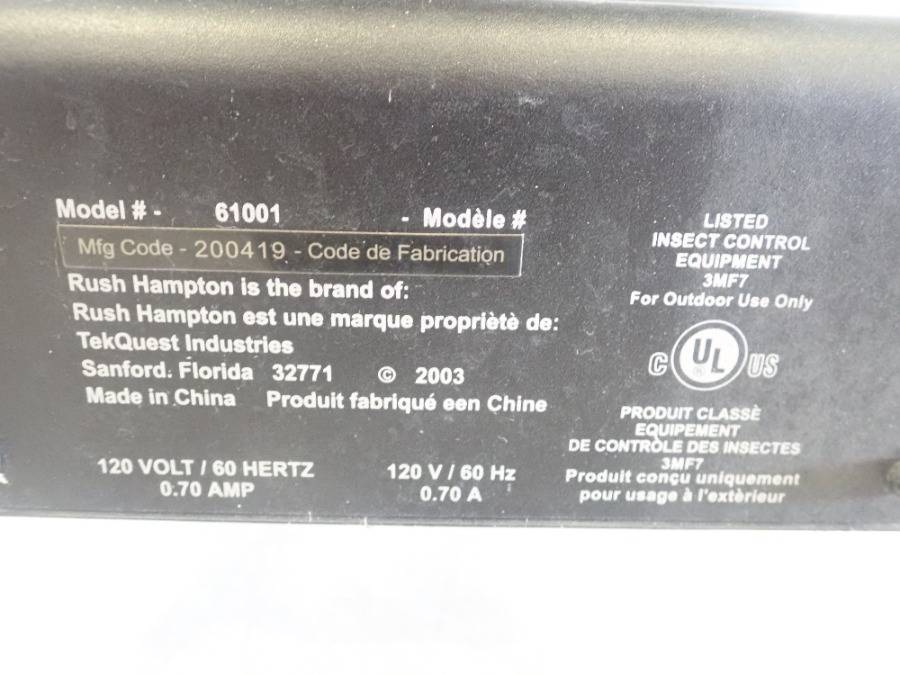 Model # - 61001 - Modèle #
Mfg Code - 200419 - Code de Fabrication
Rush Hampton is the brand of:
Rush Hampton est une marque propriètè de:
TekQuest Industries
Sanford. Florida 32771 © 2003
Made in China Produit fabriqué een Chine
120 VOLT / 60 HERTZ
0.70 AMP
120 V / 60 Hz
0.70 A
LISTED
INSECT CONTROL
EQUIPMENT
3MF7
For Outdoor Use Only
C UL US
PRODUIT CLASSÈ
EQUIPEMENT
DE CONTRÔLE DES INSECTES
3MF7
Produit conçu uniquement
pour usage à l'extèrieur